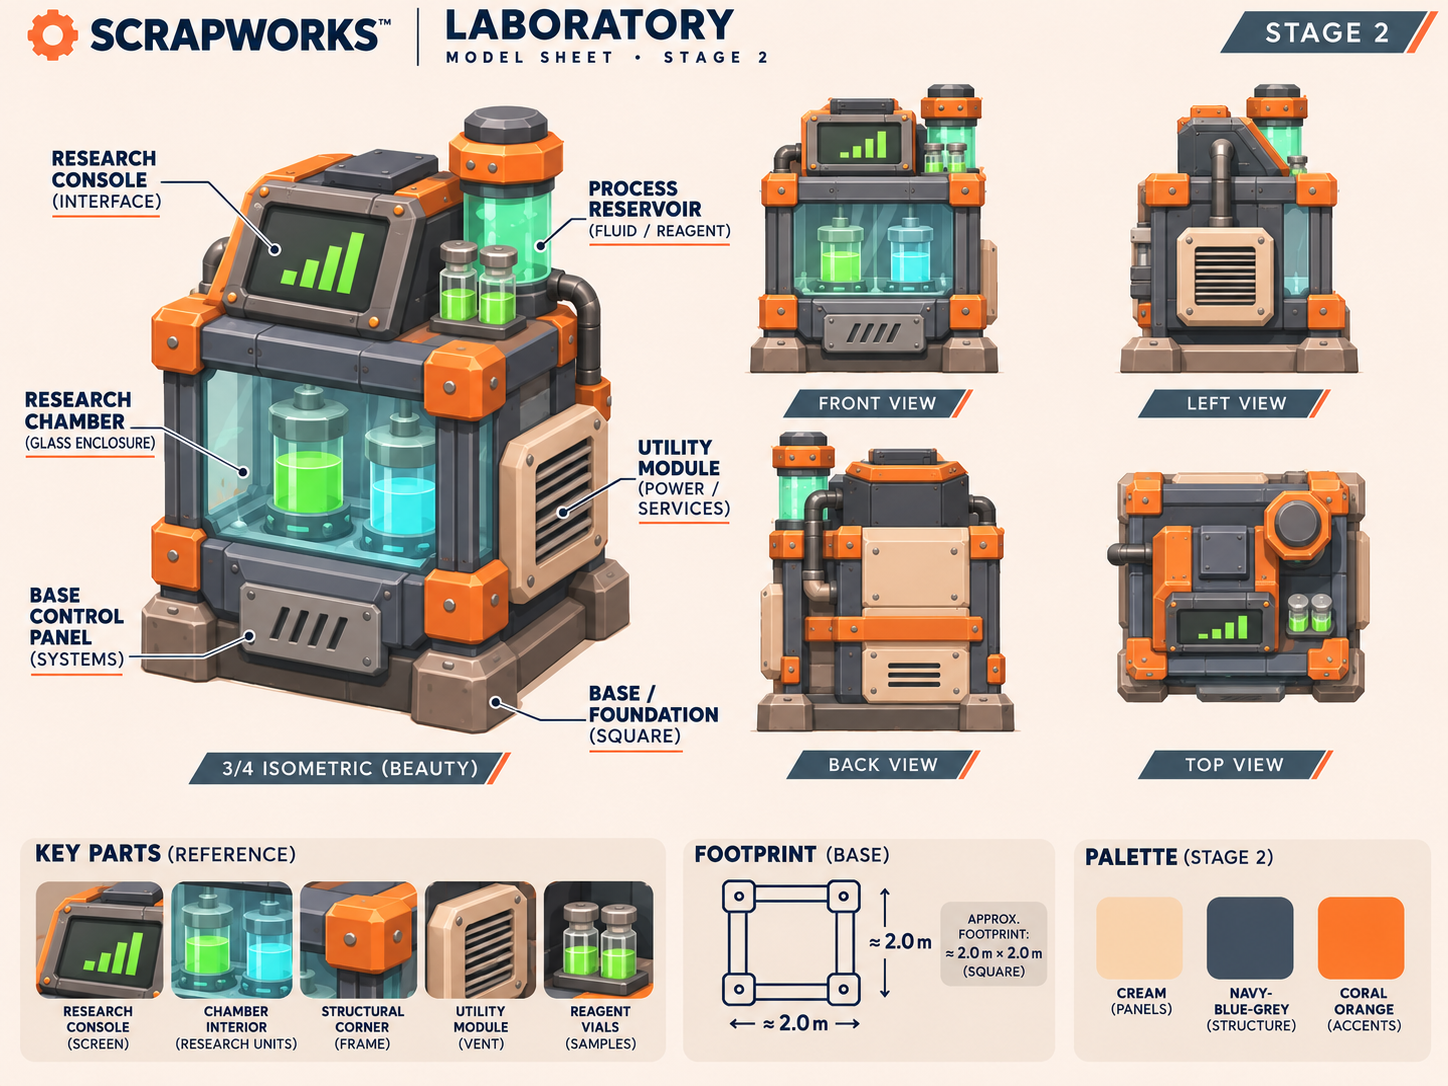 SCRAPWORKS™
LABORATORY
MODEL SHEET • STAGE 2
STAGE 2
RESEARCH
CONSOLE
(INTERFACE)
PROCESS
RESERVOIR
(FLUID / REAGENT)
RESEARCH
CHAMBER
(GLASS ENCLOSURE)
UTILITY
MODULE
(POWER /
SERVICES)
BASE
CONTROL
PANEL
(SYSTEMS)
BASE /
FOUNDATION
(SQUARE)
3/4 ISOMETRIC (BEAUTY)
FRONT VIEW
LEFT VIEW
BACK VIEW
TOP VIEW
KEY PARTS (REFERENCE)
RESEARCH
CONSOLE
(SCREEN)
CHAMBER
INTERIOR
(RESEARCH UNITS)
STRUCTURAL
CORNER
(FRAME)
UTILITY
MODULE
(VENT)
REAGENT
VIALS
(SAMPLES)
FOOTPRINT (BASE)
≈ 2.0 m
≈ 2.0 m
APPROX.
FOOTPRINT:
≈ 2.0 m × 2.0 m
(SQUARE)
PALETTE (STAGE 2)
CREAM
(PANELS)
NAVY-
BLUE-GREY
(STRUCTURE)
CORAL
ORANGE
(ACCENTS)